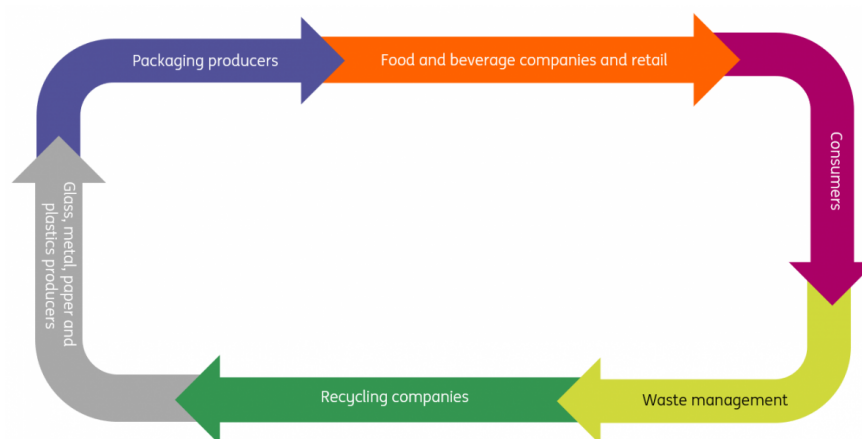 Packaging producers
Food and beverage companies and retail
Consumers
Waste management
Recycling companies
Glass, metal, paper and
plastics producers